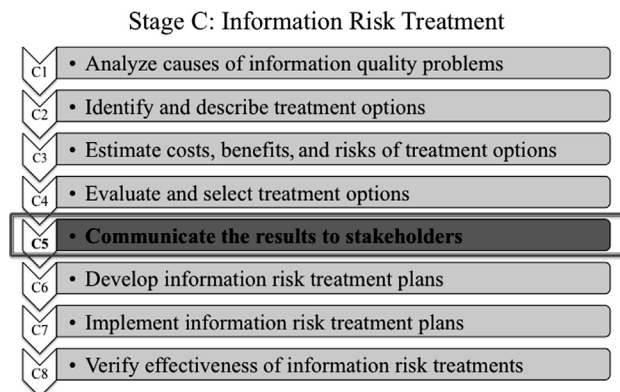 Stage C: Information Risk Treatment
C1 • Analyze causes of information quality problems
C2 • Identify and describe treatment options
C3 • Estimate costs, benefits, and risks of treatment options
C4 • Evaluate and select treatment options
C5 • Communicate the results to stakeholders
C6 • Develop information risk treatment plans
C7 • Implement information risk treatment plans
C8 • Verify effectiveness of information risk treatments